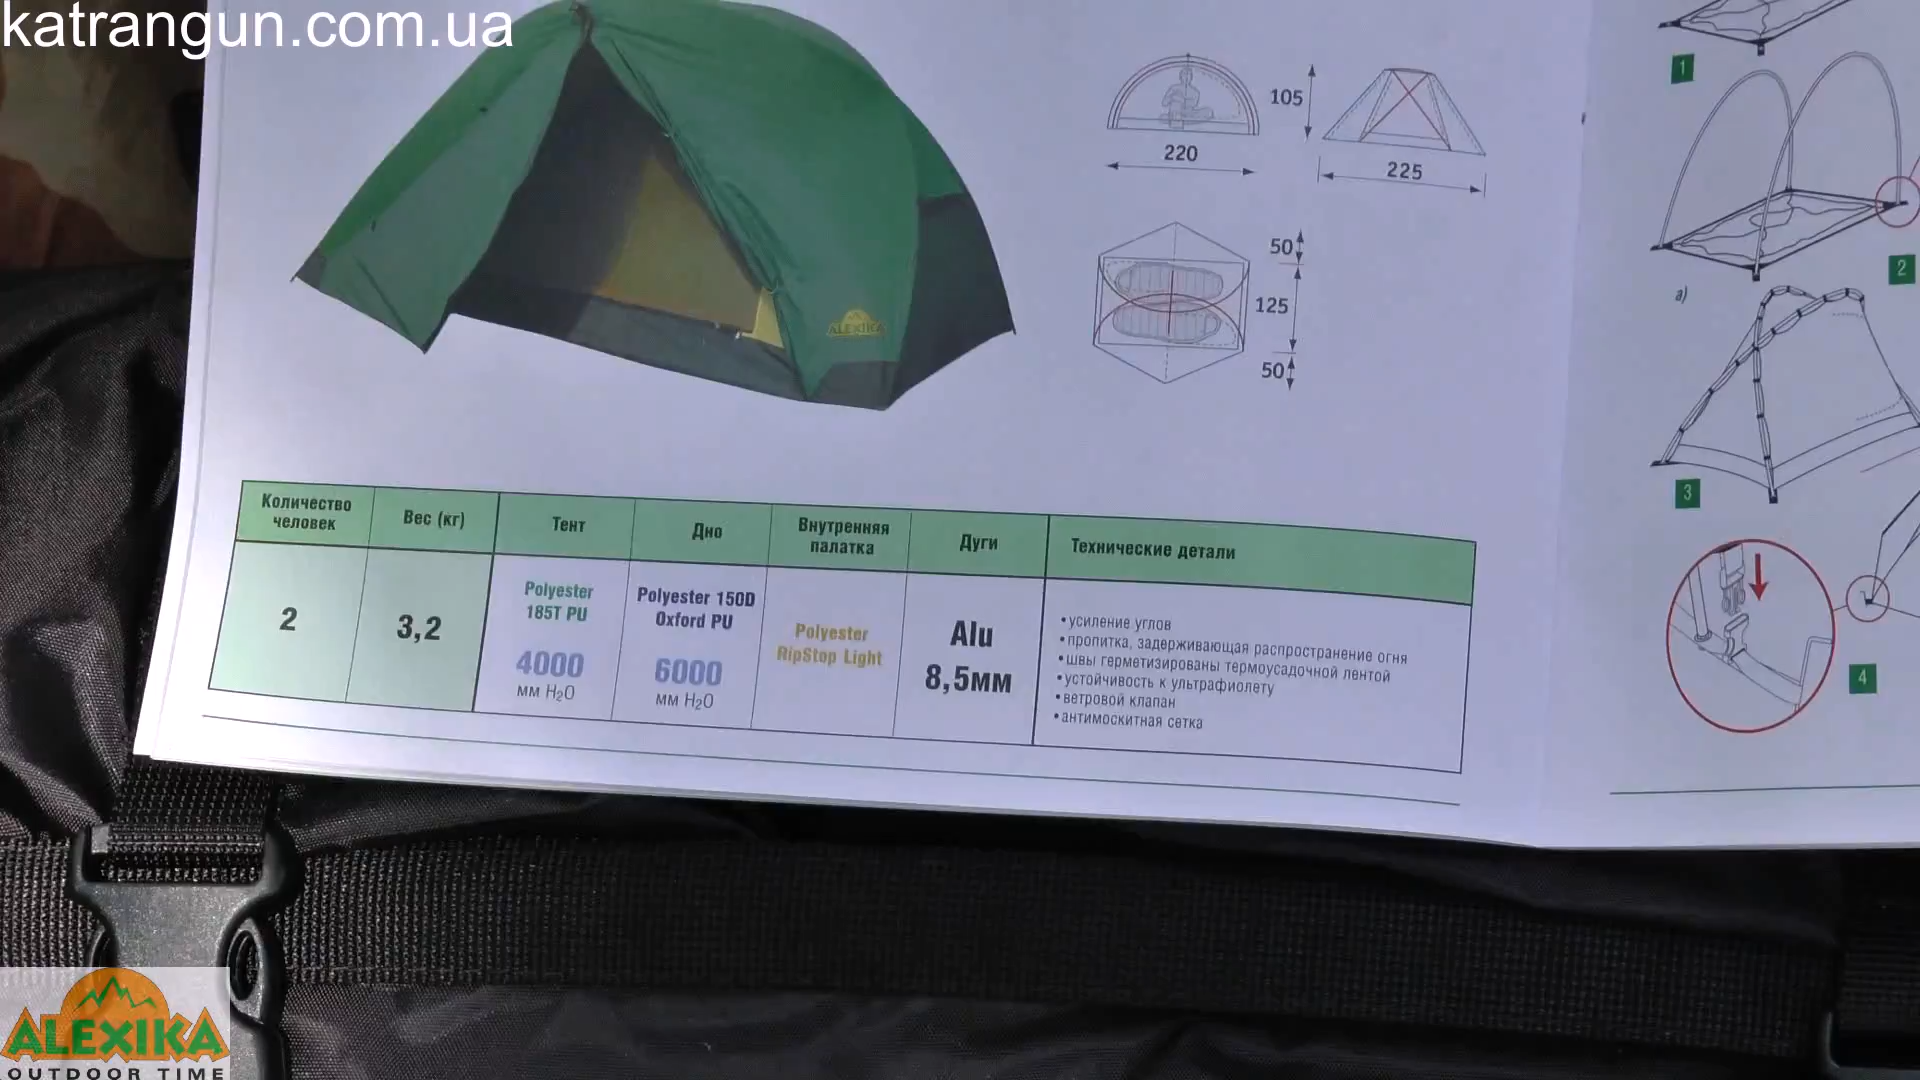 katrangun.com.ua
105
220
225
50
125
50
ALEXIKA
1
2
а)
3
4
Количество
человек
Вес (кг)
Тент
Дно
Внутренняя
палатка
Дуги
Технические детали
2
3,2
Polyester
185T PU
4000
мм H₂O
Polyester 150D
Oxford PU
6000
мм H₂O
Polyester
RipStop Light
Alu
8,5мм
•усиление углов
•пропитка, задерживающая распространение огня
•швы герметизированы термоусадочной лентой
•устойчивость к ультрафиолету
•ветровой клапан
•антимоскитная сетка
ALEXIKA
OUTDOOR TIME